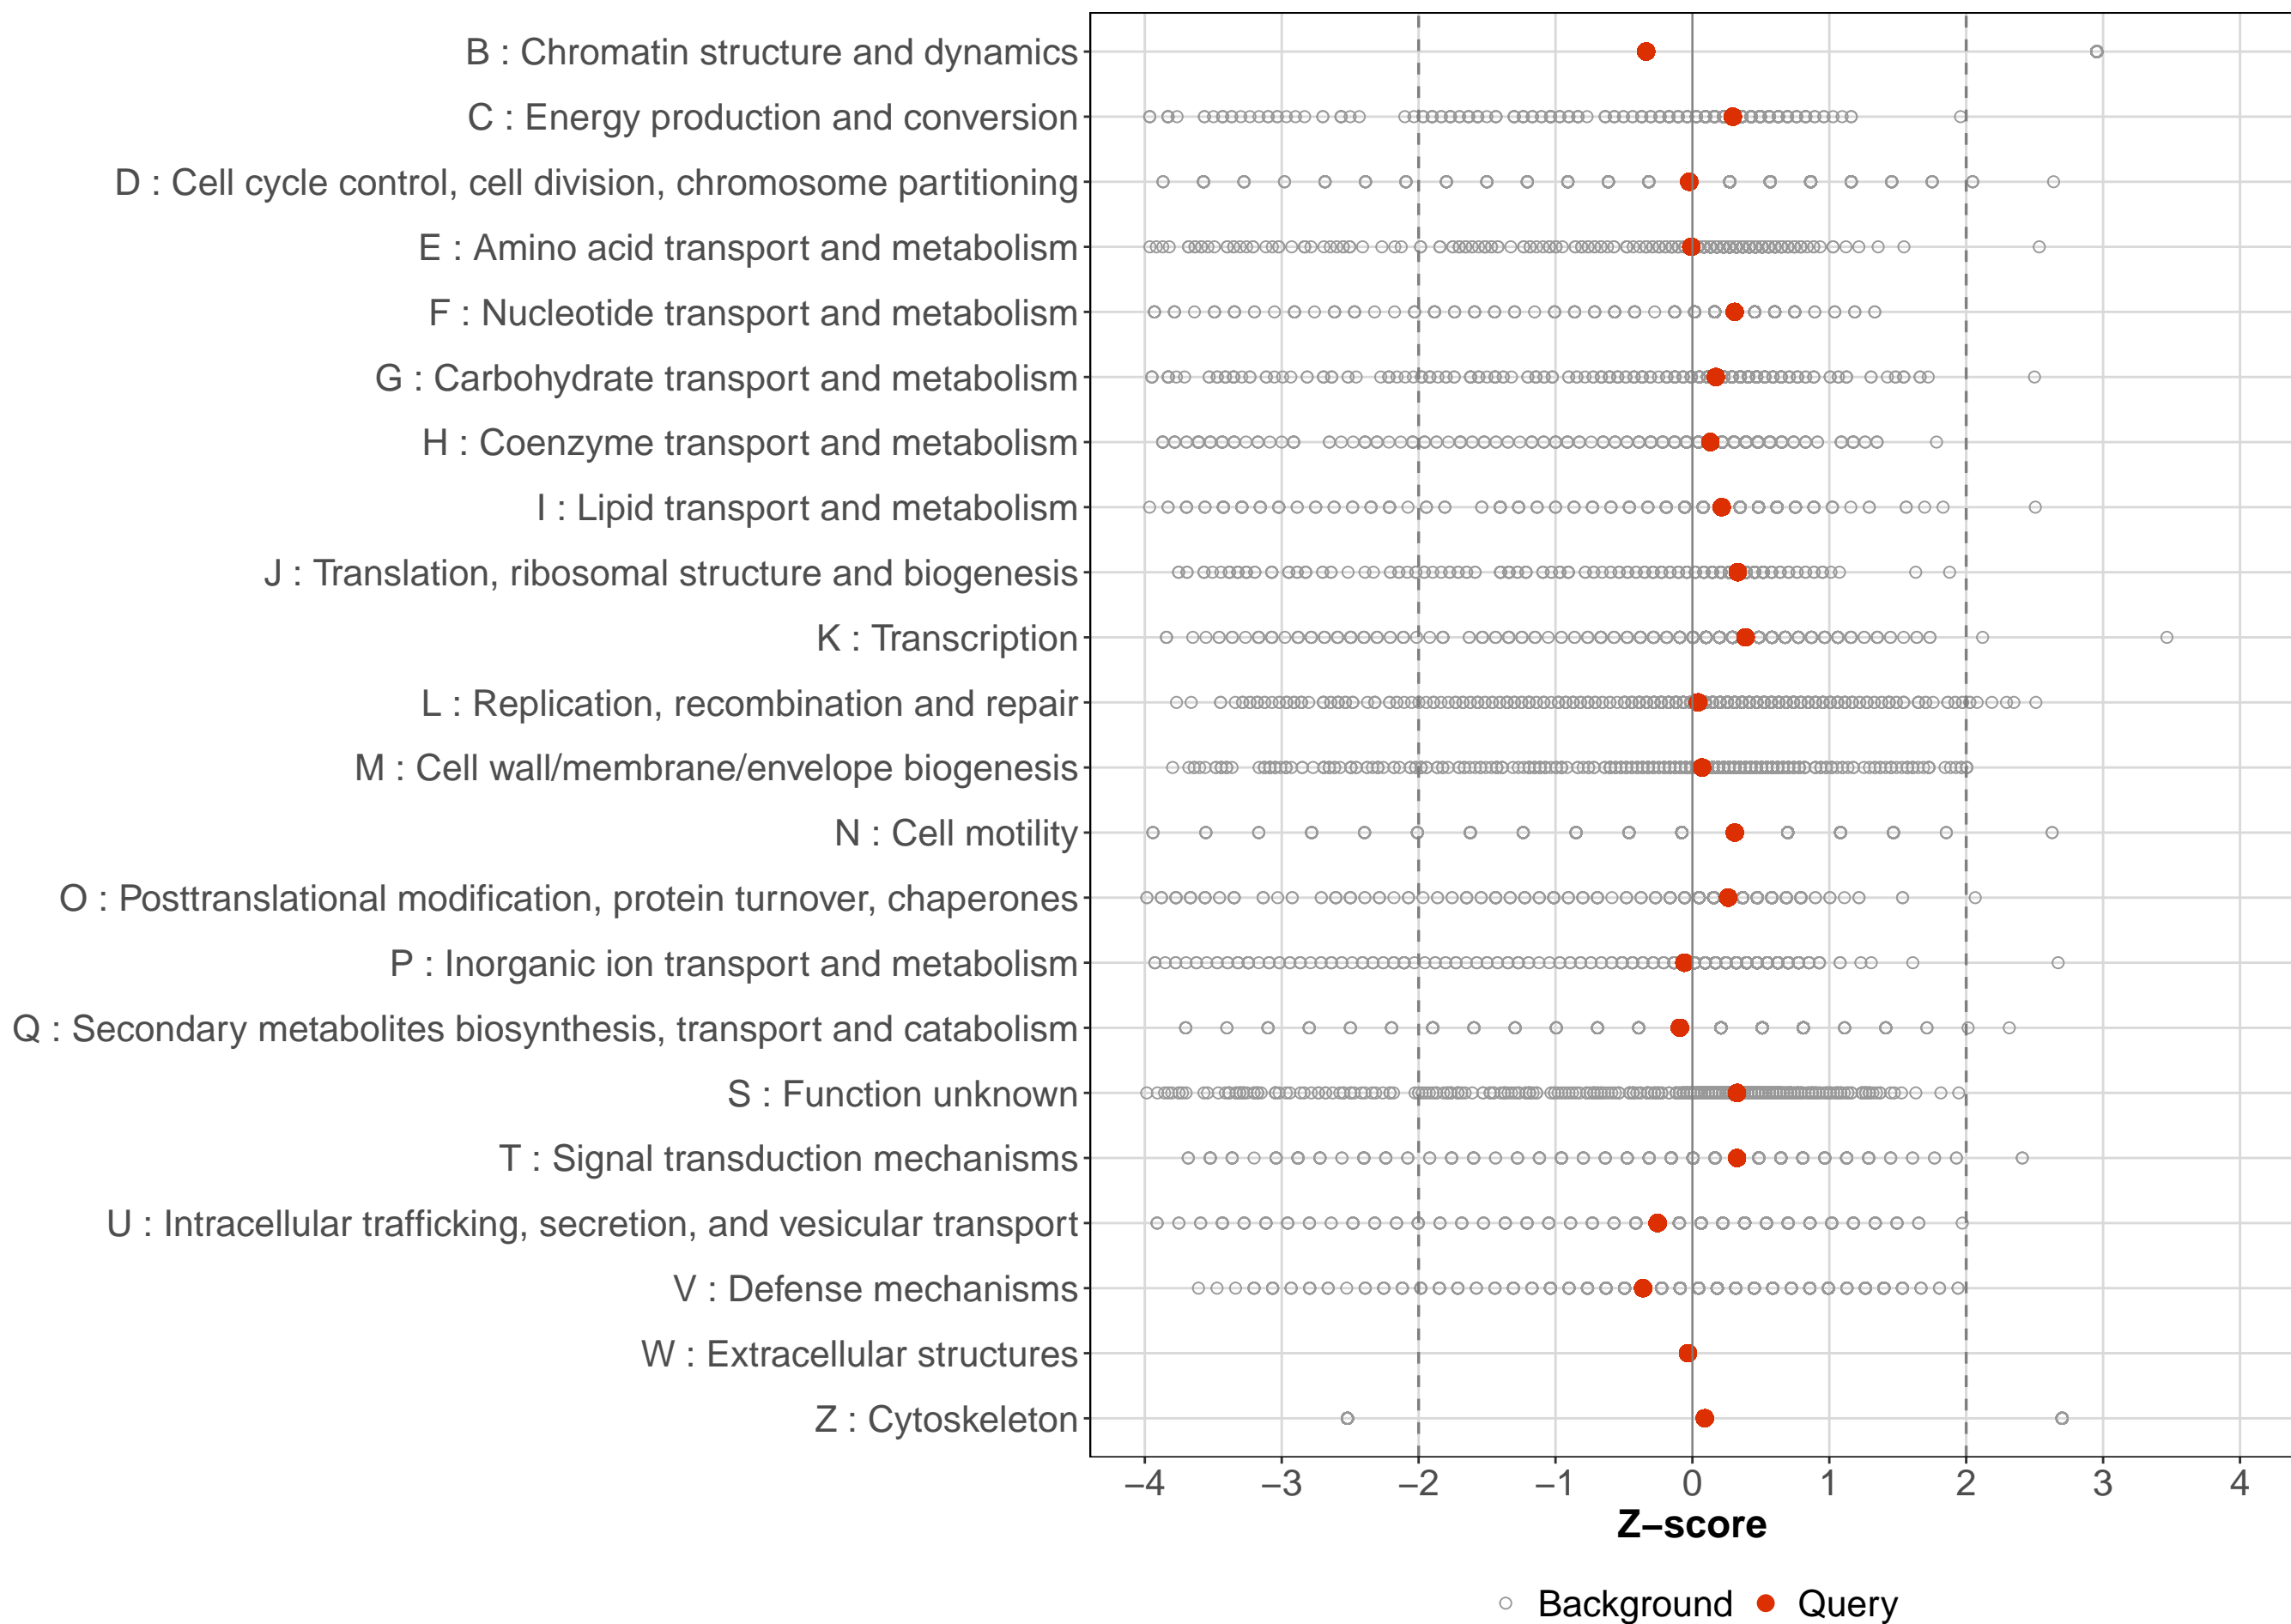 B : Chromatin structure and dynamics
C : Energy production and conversion
D : Cell cycle control, cell division, chromosome partitioning
E : Amino acid transport and metabolism
F : Nucleotide transport and metabolism
G : Carbohydrate transport and metabolism
H : Coenzyme transport and metabolism
I : Lipid transport and metabolism
J : Translation, ribosomal structure and biogenesis
K : Transcription
L : Replication, recombination and repair
M : Cell wall/membrane/envelope biogenesis
N : Cell motility
O : Posttranslational modification, protein turnover, chaperones
P : Inorganic ion transport and metabolism
Q : Secondary metabolites biosynthesis, transport and catabolism
S : Function unknown
T : Signal transduction mechanisms
U : Intracellular trafficking, secretion, and vesicular transport
V : Defense mechanisms
W : Extracellular structures
Z : Cytoskeleton
−4 −3 −2 −1 0 1 2 3 4
Z−score
Background Query